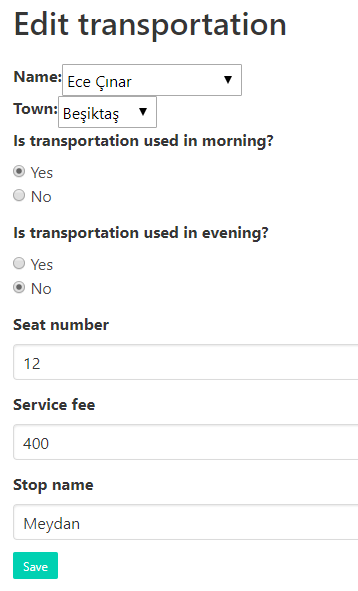 Edit transportation
Name: Ece Çınar
Town: Beşiktaş
Is transportation used in morning?
Yes
No
Is transportation used in evening?
Yes
No
Seat number
12
Service fee
400
Stop name
Meydan
Save